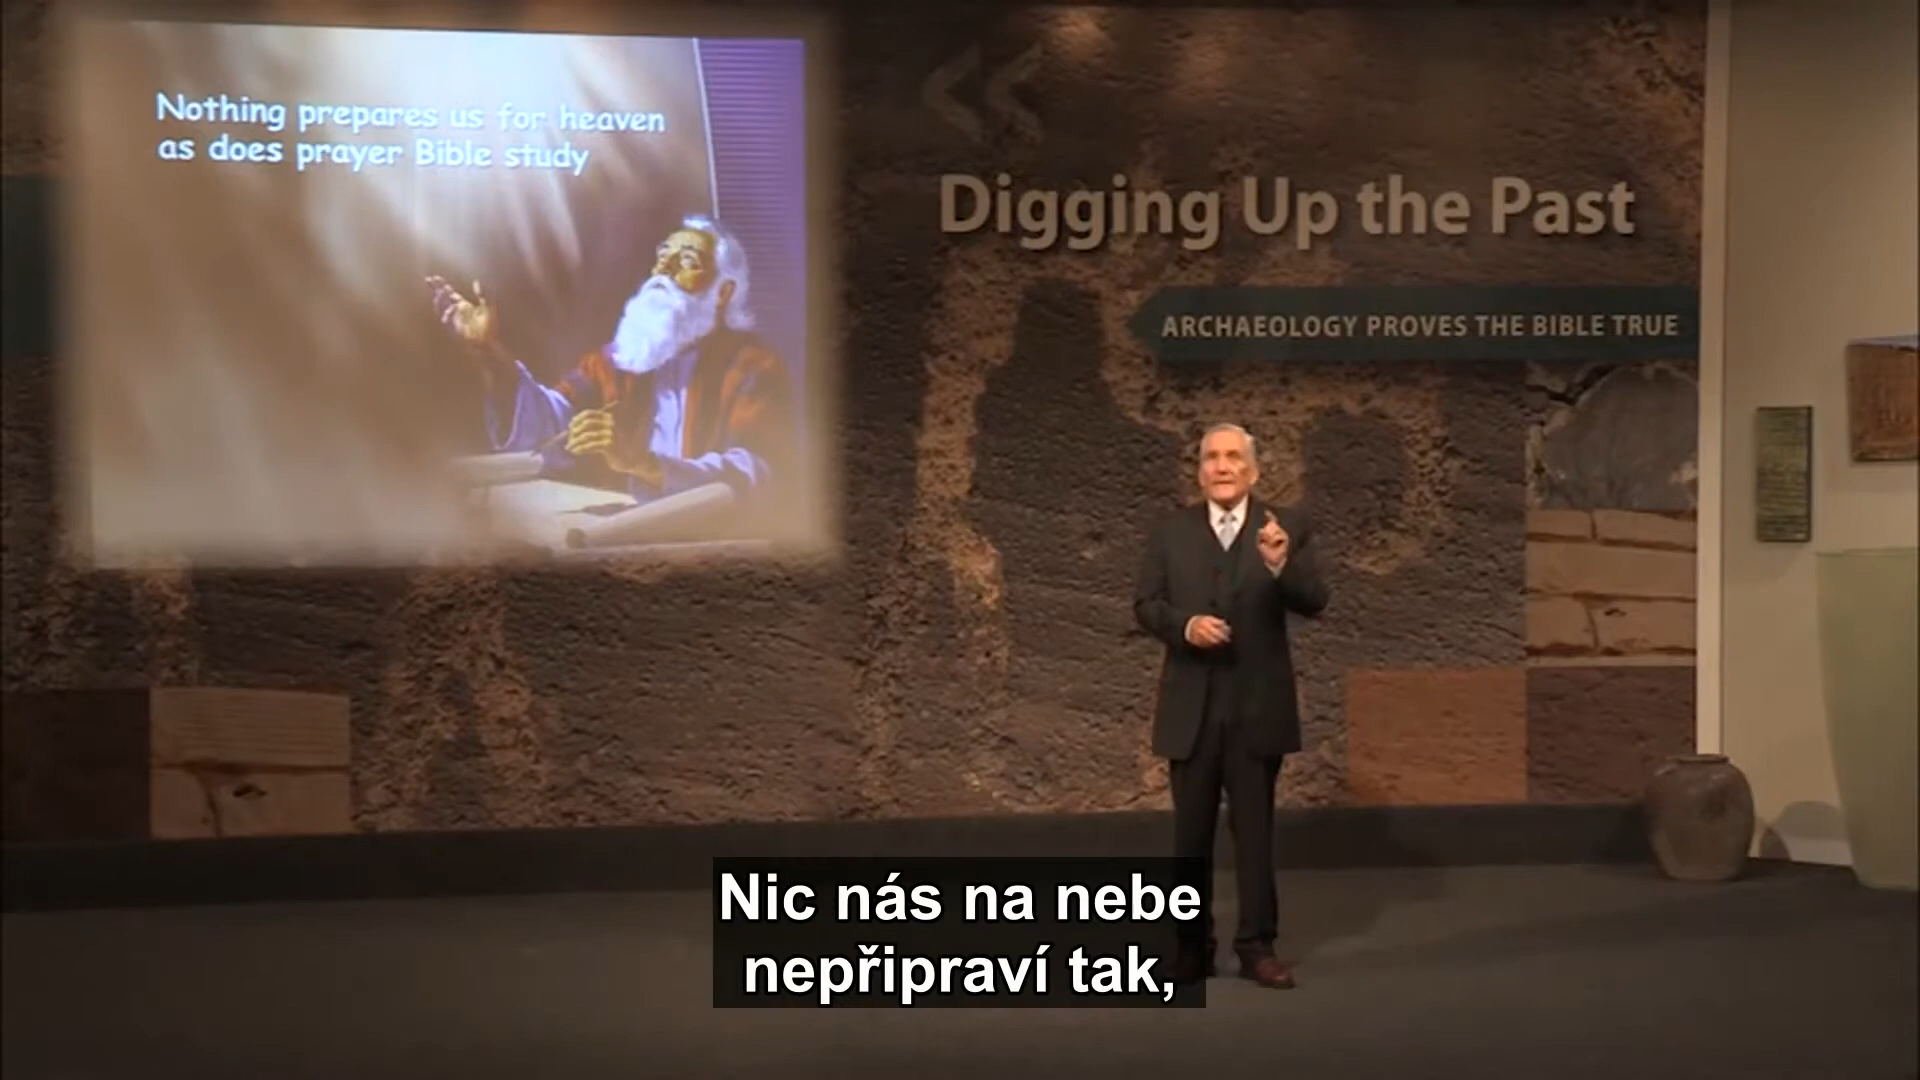 Nothing prepares us for heaven
as does prayer Bible study
Digging Up the Past
ARCHAEOLOGY PROVES THE BIBLE TRUE
Nic nás na nebe
nepřipraví tak,